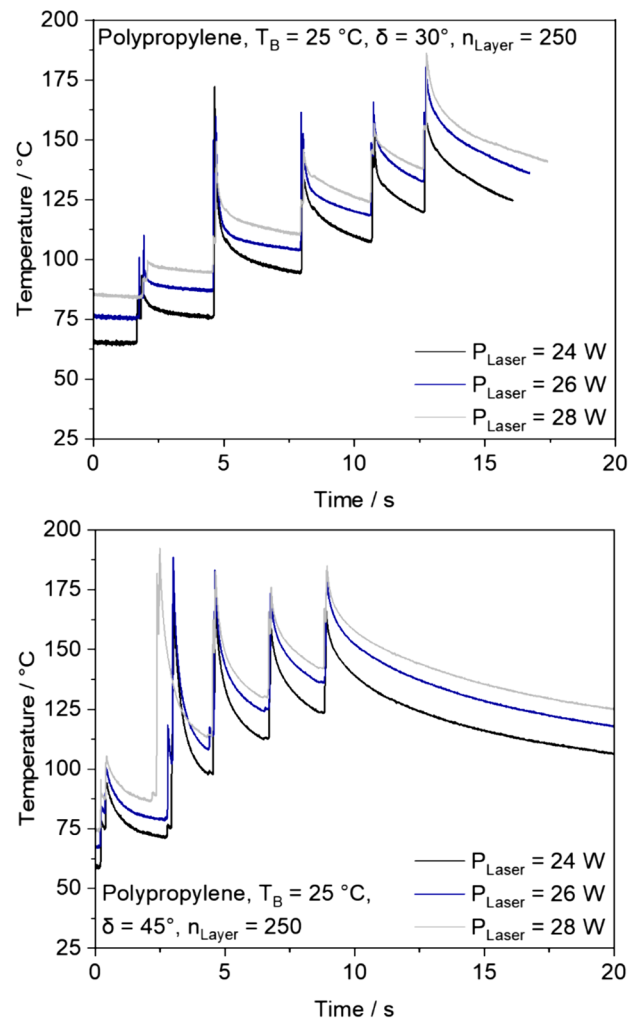 Polypropylene, T_B = 25 °C, δ = 30°, n_Layer = 250
200
175
150
125
100
75
50
25
Temperature / °C
P_Laser = 24 W
P_Laser = 26 W
P_Laser = 28 W
0 5 10 15 20
Time / s
200
175
150
125
100
75
50
25
Temperature / °C
P_Laser = 24 W
P_Laser = 26 W
P_Laser = 28 W
Polypropylene, T_B = 25 °C,
δ = 45°, n_Layer = 250
0 5 10 15 20
Time / s